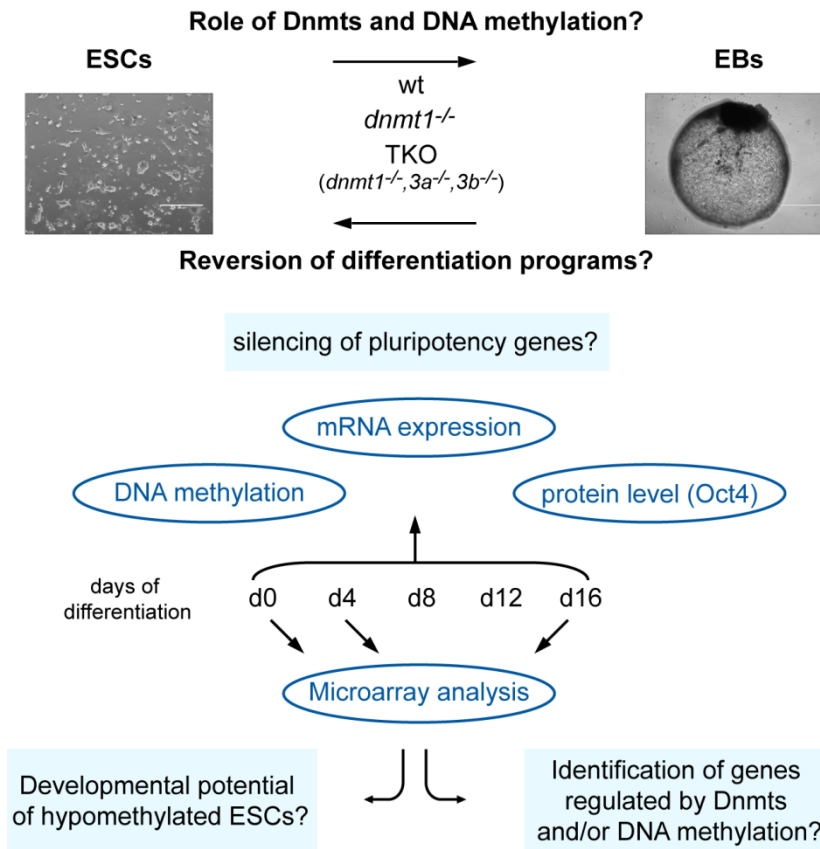 Role of Dnmts and DNA methylation?
ESCs
EBs
wt
dnmt1-/-
TKO
(dnmt1-/-,3a-/-,3b-/-)
Reversion of differentiation programs?
silencing of pluripotency genes?
mRNA expression
DNA methylation
protein level (Oct4)
days of
differentiation
d0 d4 d8 d12 d16
Microarray analysis
Developmental potential
of hypomethylated ESCs?
Identification of genes
regulated by Dnmts
and/or DNA methylation?